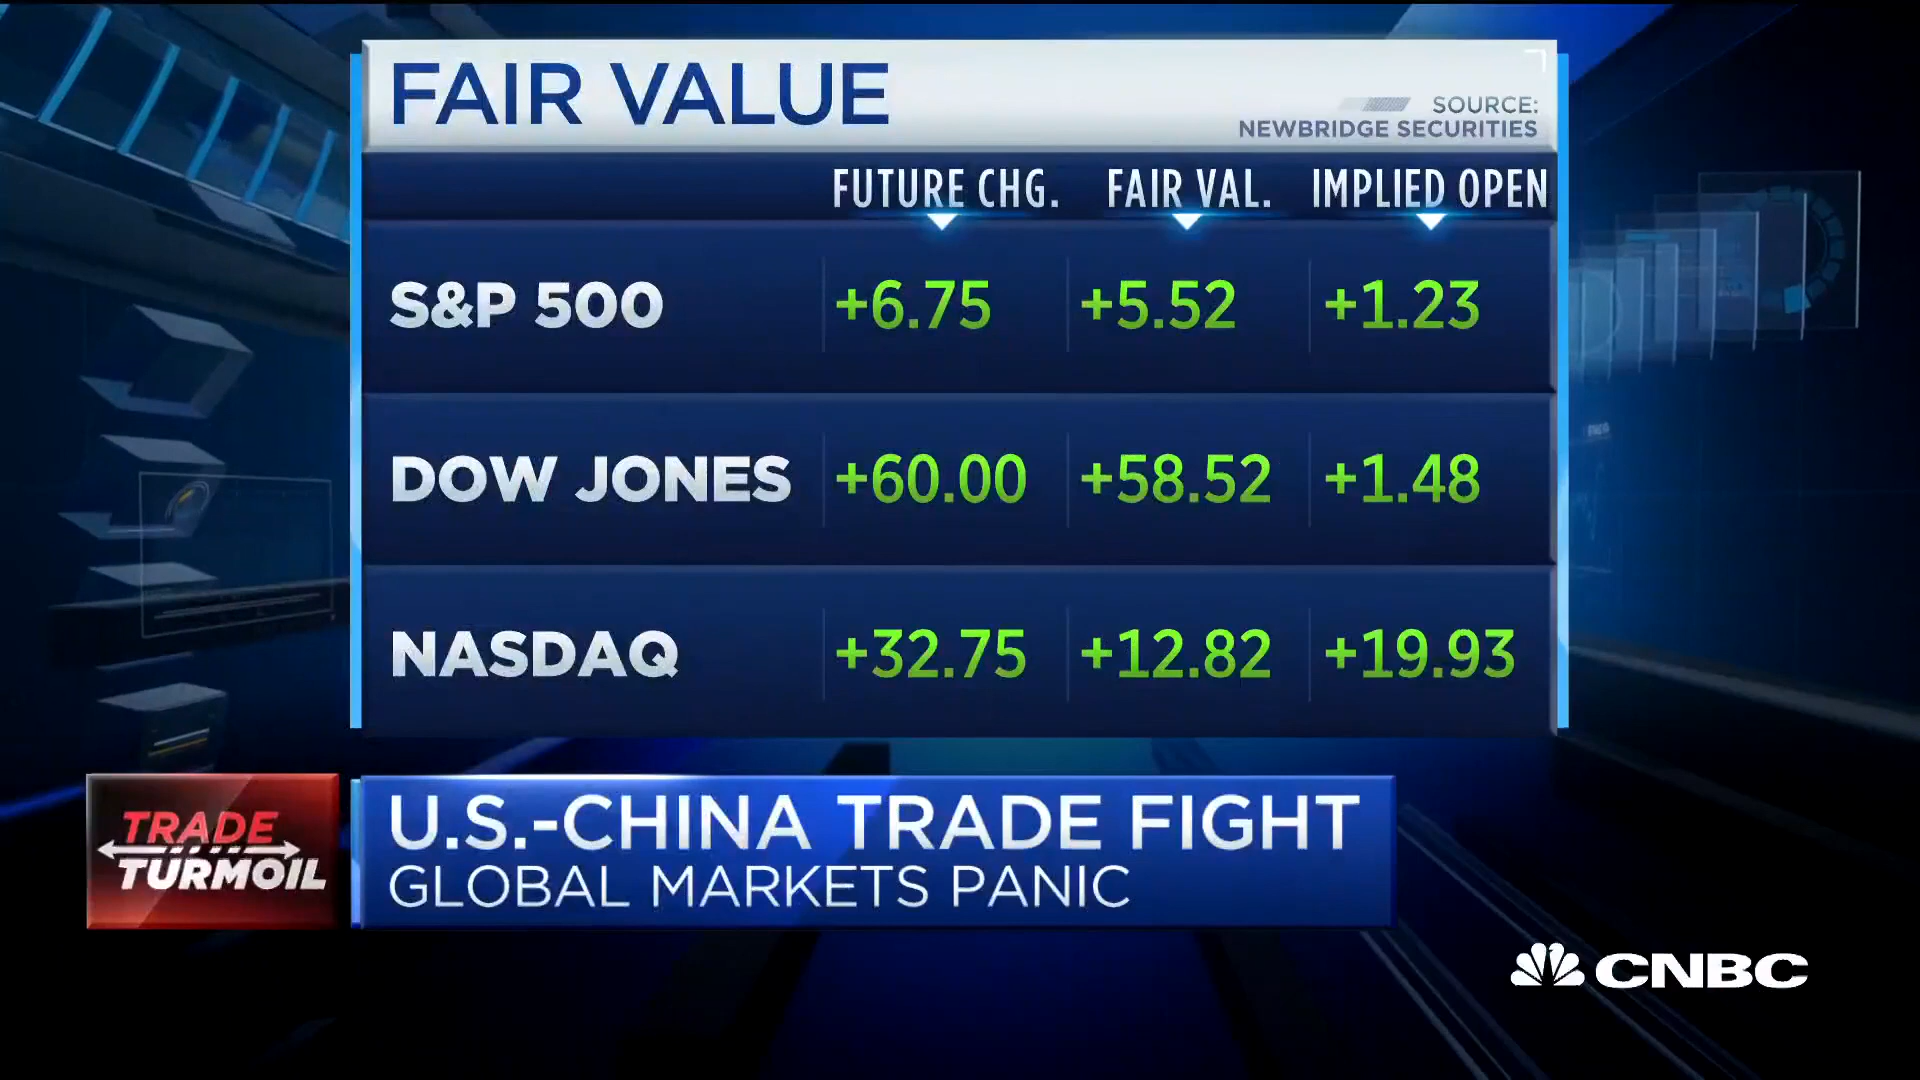 FAIR VALUE
SOURCE:
NEWBRIDGE SECURITIES
FUTURE CHG. FAIR VAL. IMPLIED OPEN
S&P 500 +6.75 +5.52 +1.23
DOW JONES +60.00 +58.52 +1.48
NASDAQ +32.75 +12.82 +19.93
TRADE
TURMOIL
U.S.-CHINA TRADE FIGHT
GLOBAL MARKETS PANIC
CNBC